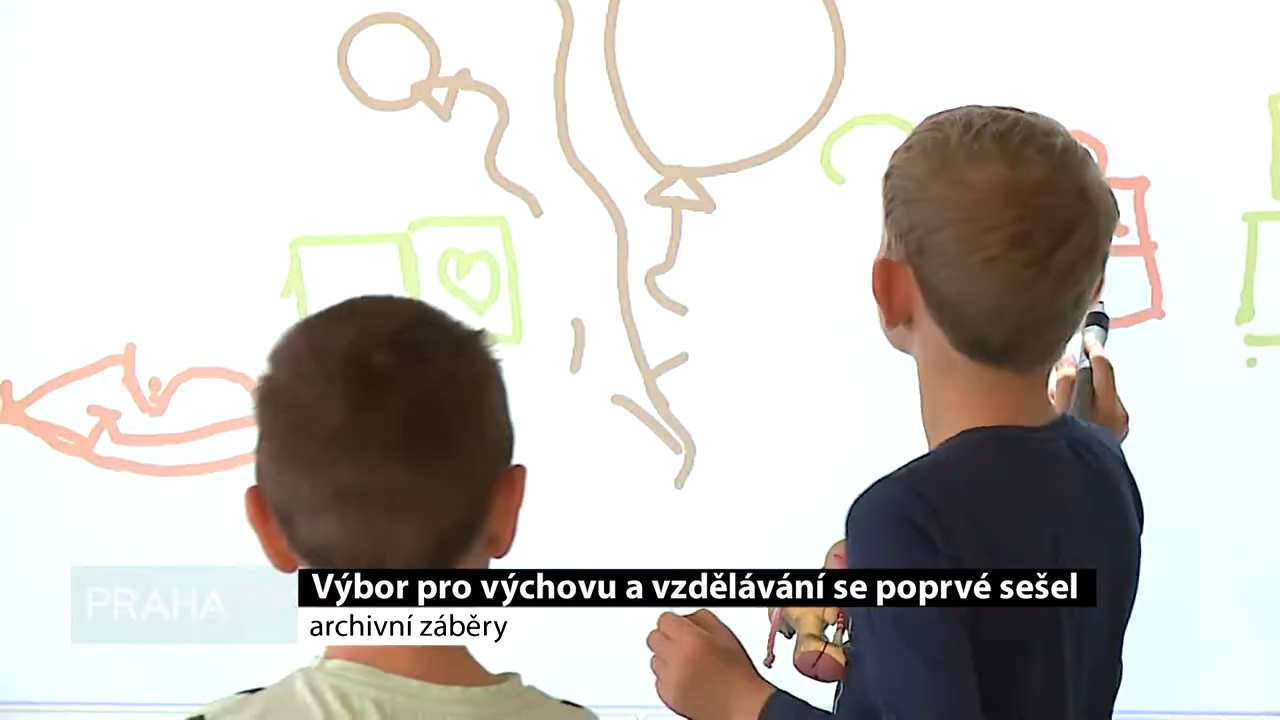 Výbor pro výchovu a vzdělávání se poprvé sešel
PRAHA
archivní záběry